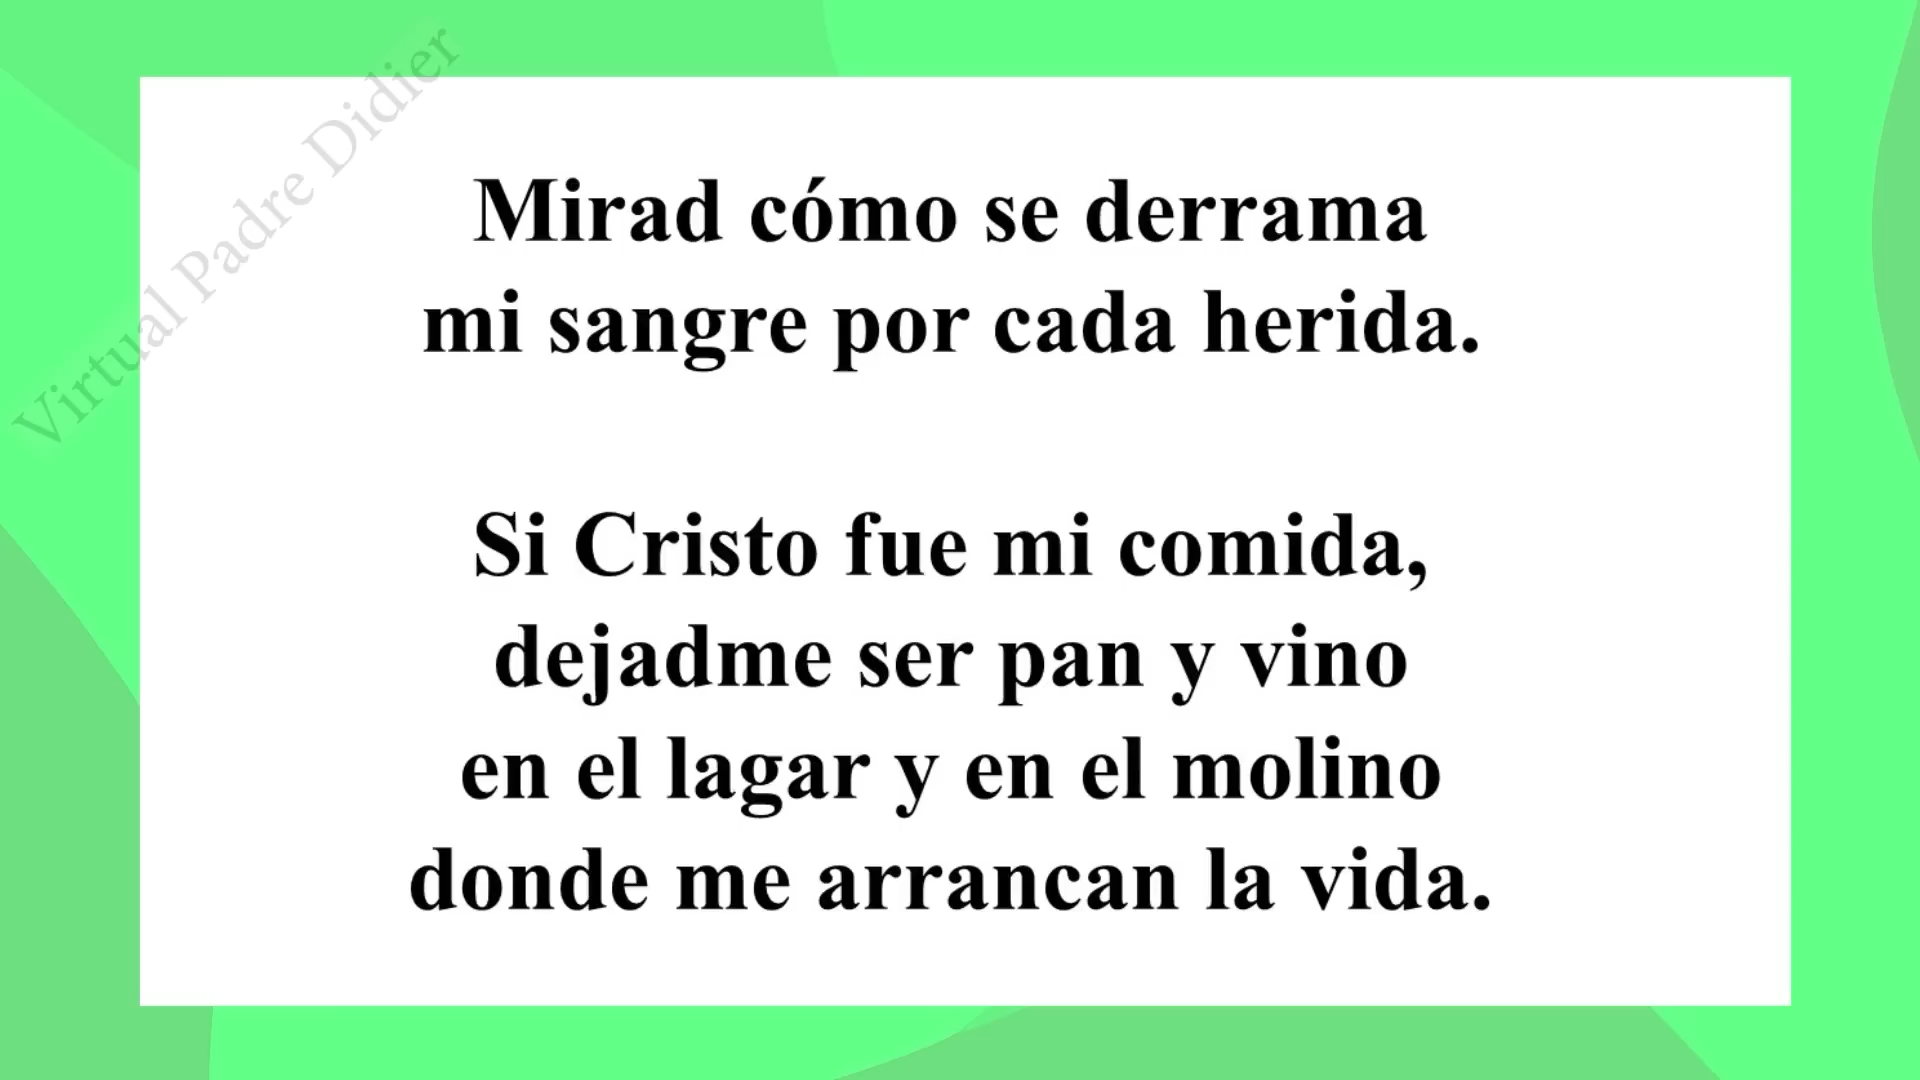 Virtual Padre Didier
Mirad cómo se derrama
mi sangre por cada herida.
Si Cristo fue mi comida,
dejadme ser pan y vino
en el lagar y en el molino
donde me arrancan la vida.